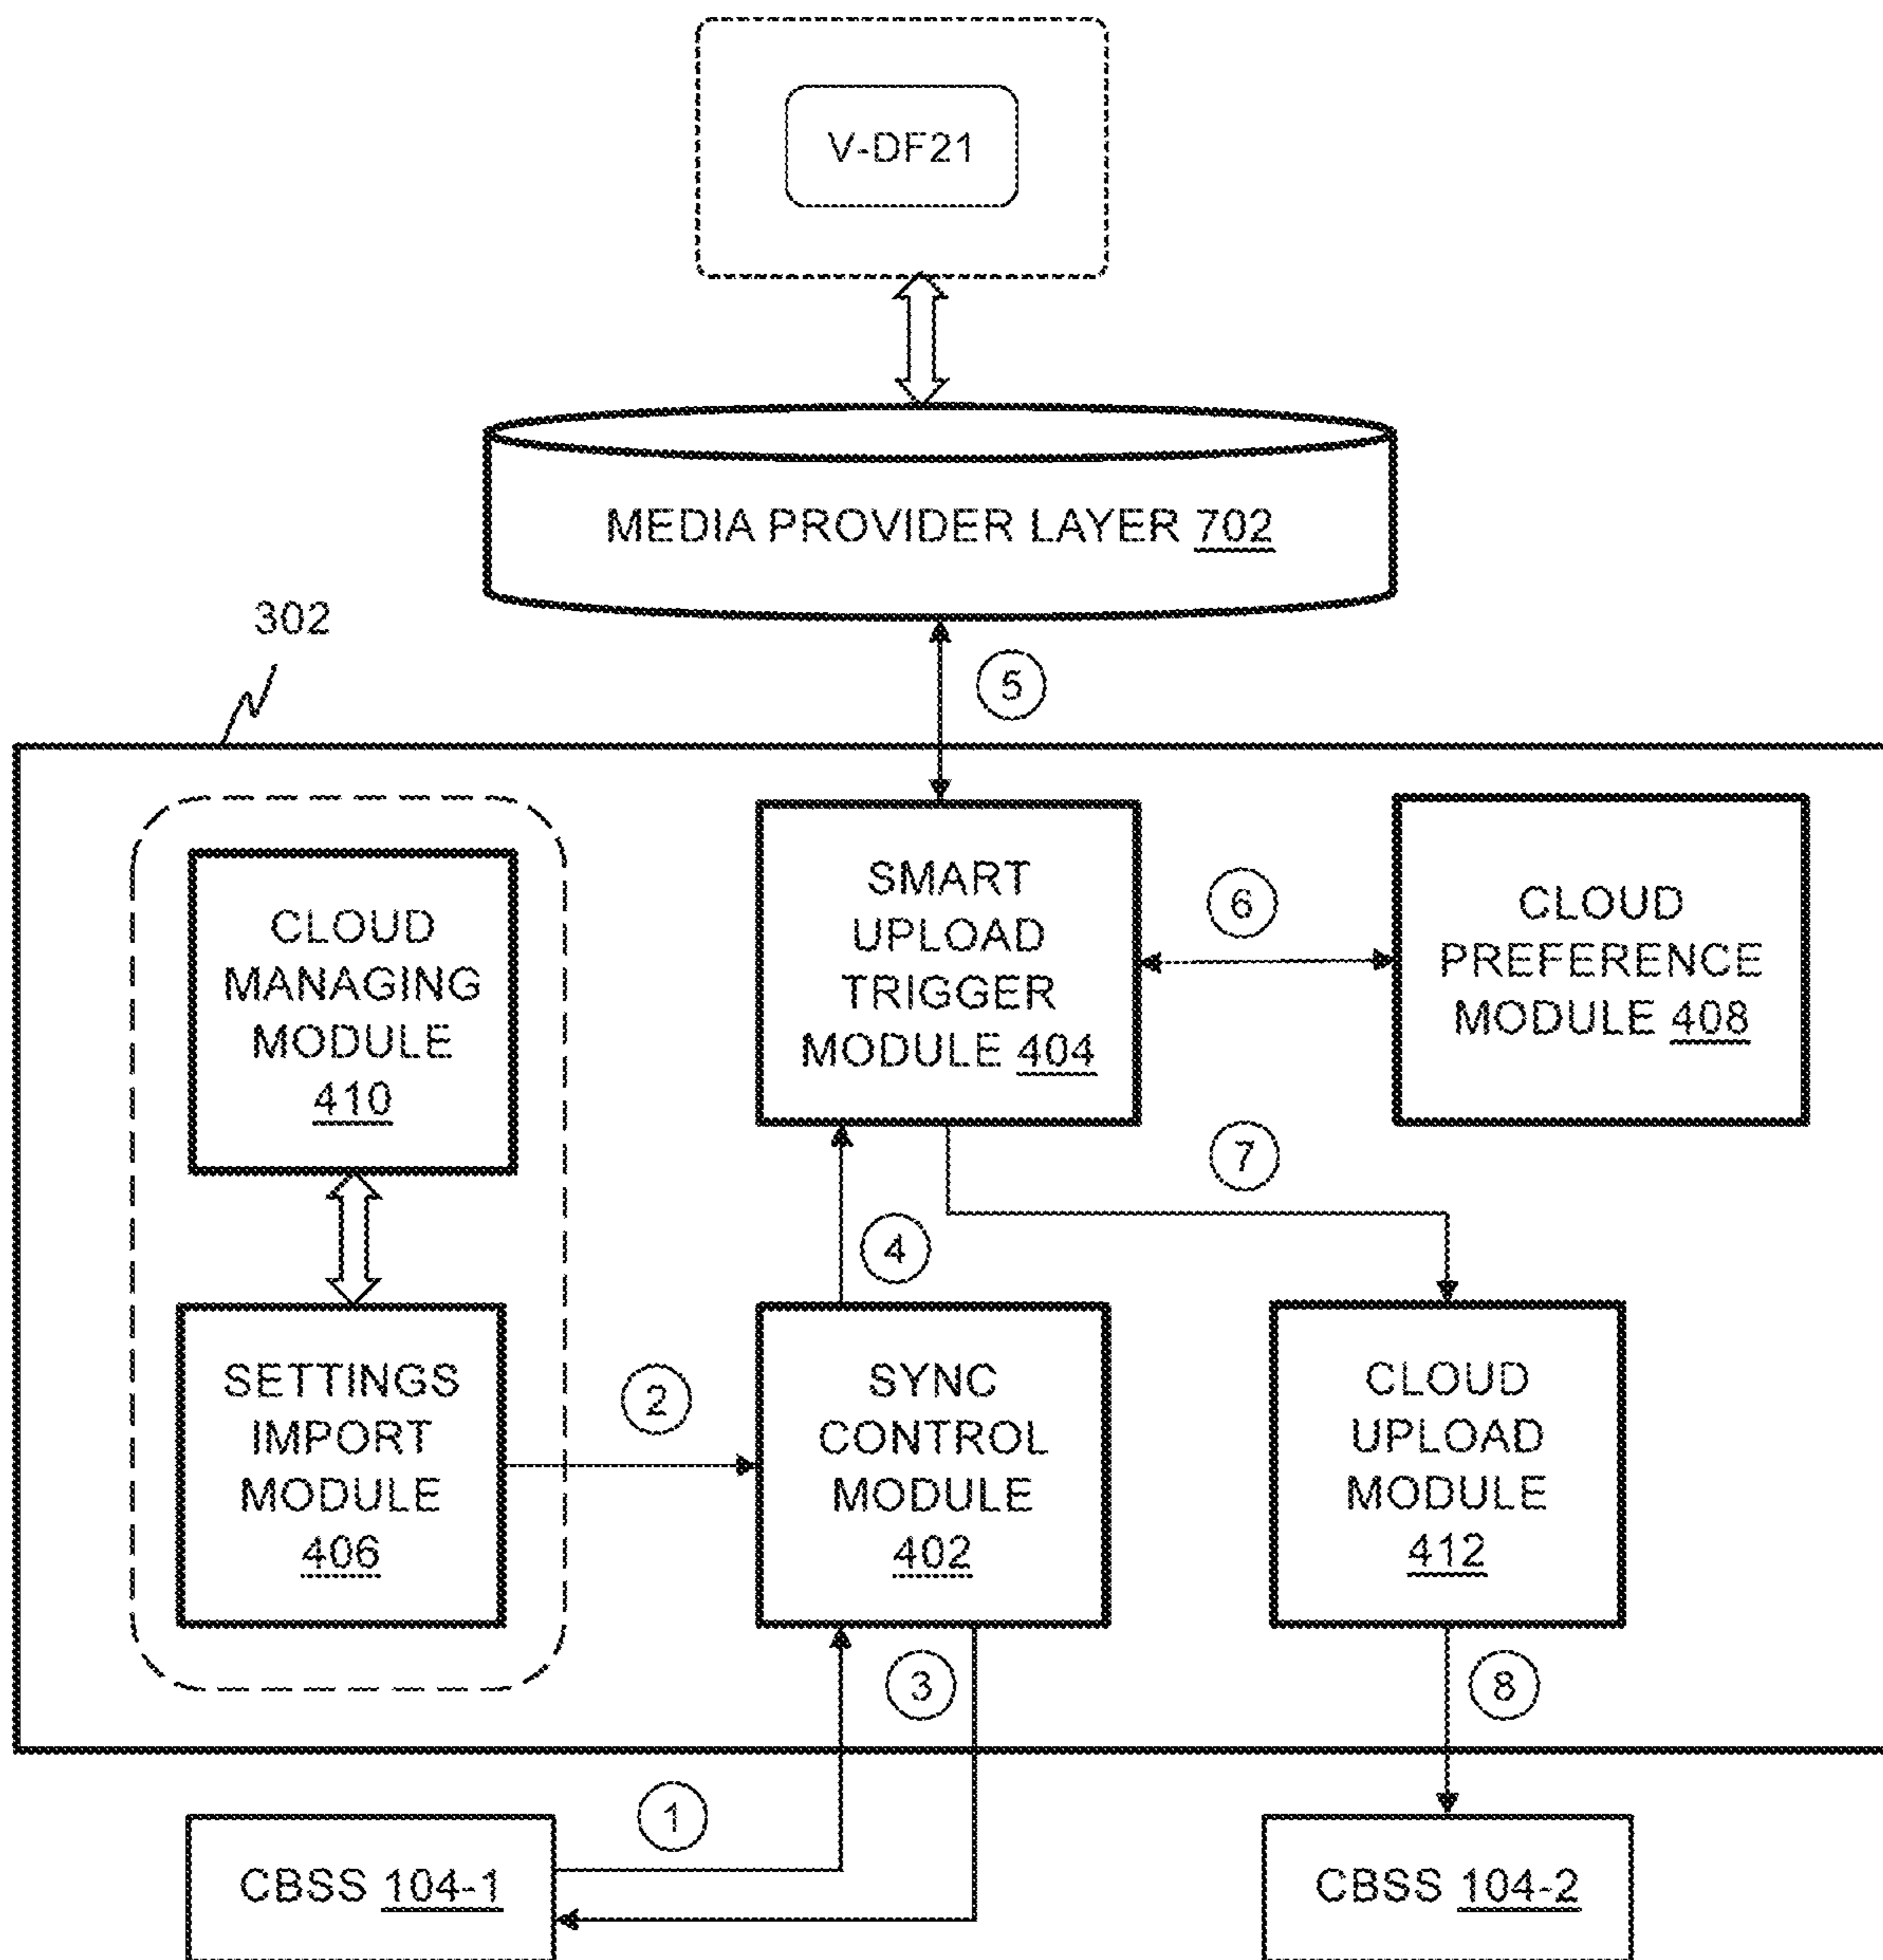 V-DF21
MEDIA PROVIDER LAYER 702
302
5
CLOUD
MANAGING
MODULE
410
SMART
UPLOAD
TRIGGER
MODULE 404
6
CLOUD
PREFERENCE
MODULE 408
7
4
SETTINGS
IMPORT
MODULE
406
2
SYNC
CONTROL
MODULE
402
CLOUD
UPLOAD
MODULE
412
3
8
1
CBSS 104-1
CBSS 104-2